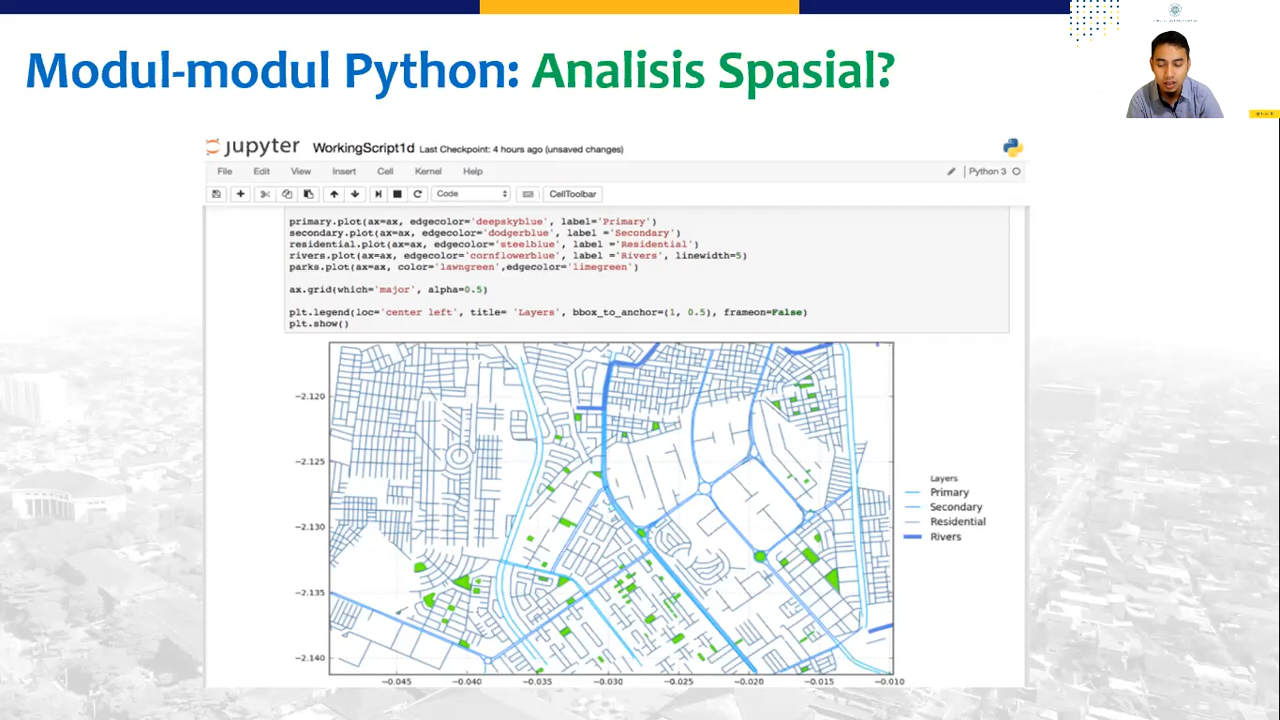 Modul-modul Python: Analisis Spasial?
jupyter WorkingScript1d Last Checkpoint: 4 hours ago (unsaved changes)
File Edit View Insert Cell Kernel Help Python 3
Code CellToolbar
primary.plot(ax=ax, edgecolor='deepskyblue', label='Primary')
secondary.plot(ax=ax, edgecolor='dodgerblue', label ='Secondary')
residential.plot(ax=ax, edgecolor='steelblue', label ='Residential')
rivers.plot(ax=ax, edgecolor='cornflowerblue', label ='Rivers', linewidth=5)
parks.plot(ax=ax, color='lawngreen',edgecolor='limegreen')
ax.grid(which='major', alpha=0.5)
plt.legend(loc='center left', title= 'Layers', bbox_to_anchor=(1, 0.5), frameon=False)
plt.show()
−2.120
−2.125
−2.130
−2.135
−2.140
−0.045 −0.040 −0.035 −0.030 −0.025 −0.020 −0.015 −0.010
Layers
Primary
Secondary
Residential
Rivers